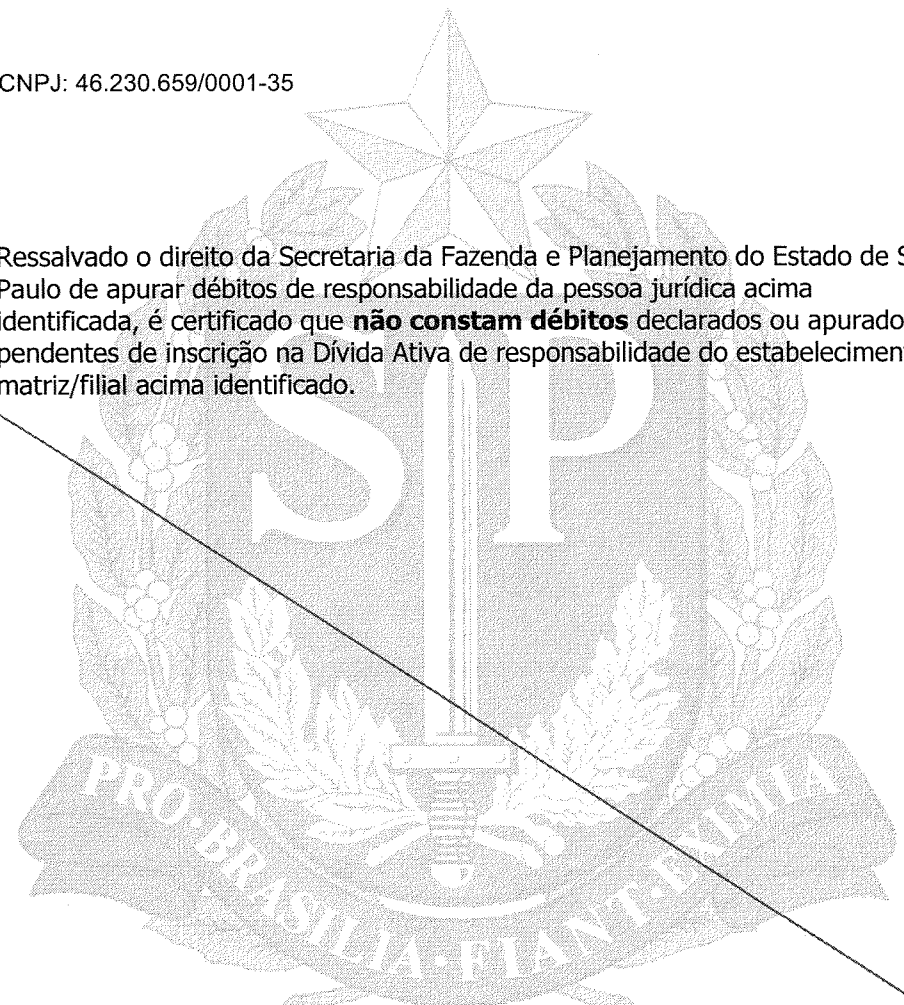 CNPJ: 46.230.659/0001-35
Ressalvado o direito da Secretaria da Fazenda e Planejamento do Estado de S
Paulo de apurar débitos de responsabilidade da pessoa jurídica acima
identificada, é certificado que não constam débitos declarados ou apurado
pendentes de inscrição na Dívida Ativa de responsabilidade do estabeleciment
matriz/filial acima identificado.
SP
PRO·BRASILIA·FIANT·EXIMIA